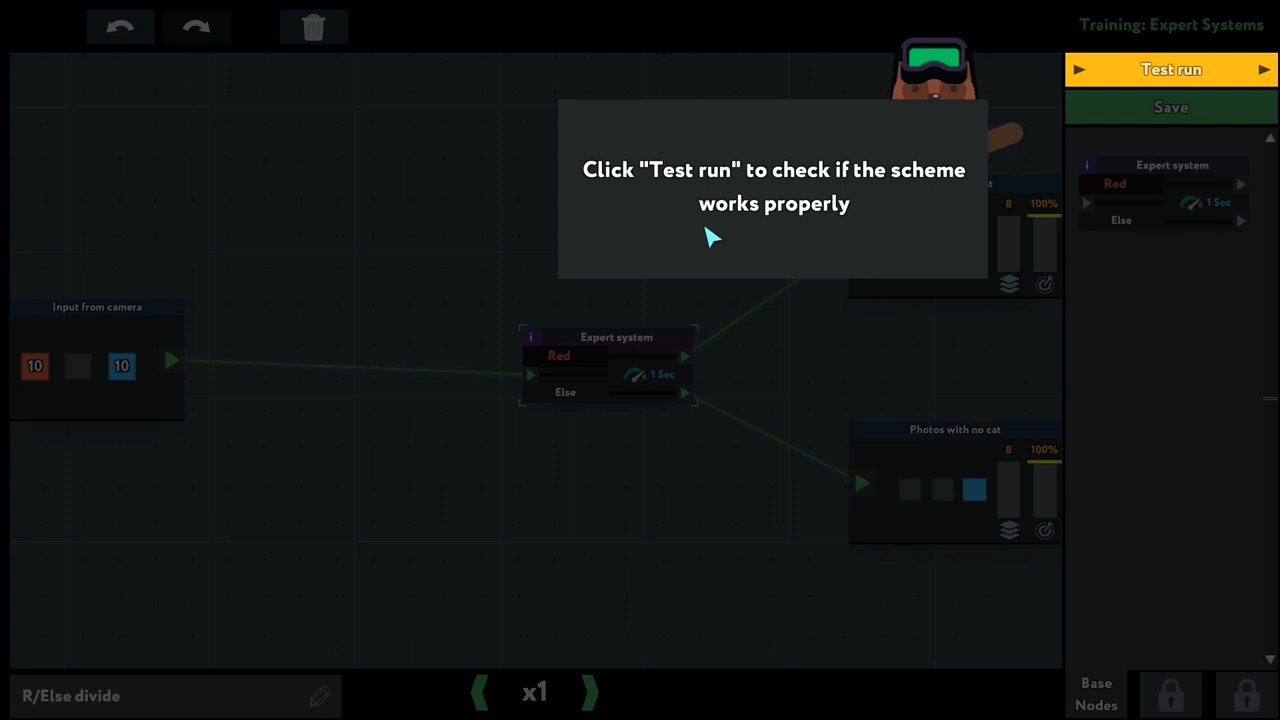 Training: Expert Systems
Test run
Save
Click "Test run" to check if the scheme
works properly
i Expert system
Red
1 Sec
Else
t
8 100%
Input from camera
10 10
i Expert system
Red
1 Sec
Else
Photos with no cat
8 100%
R/Else divide
x1
Base
Nodes